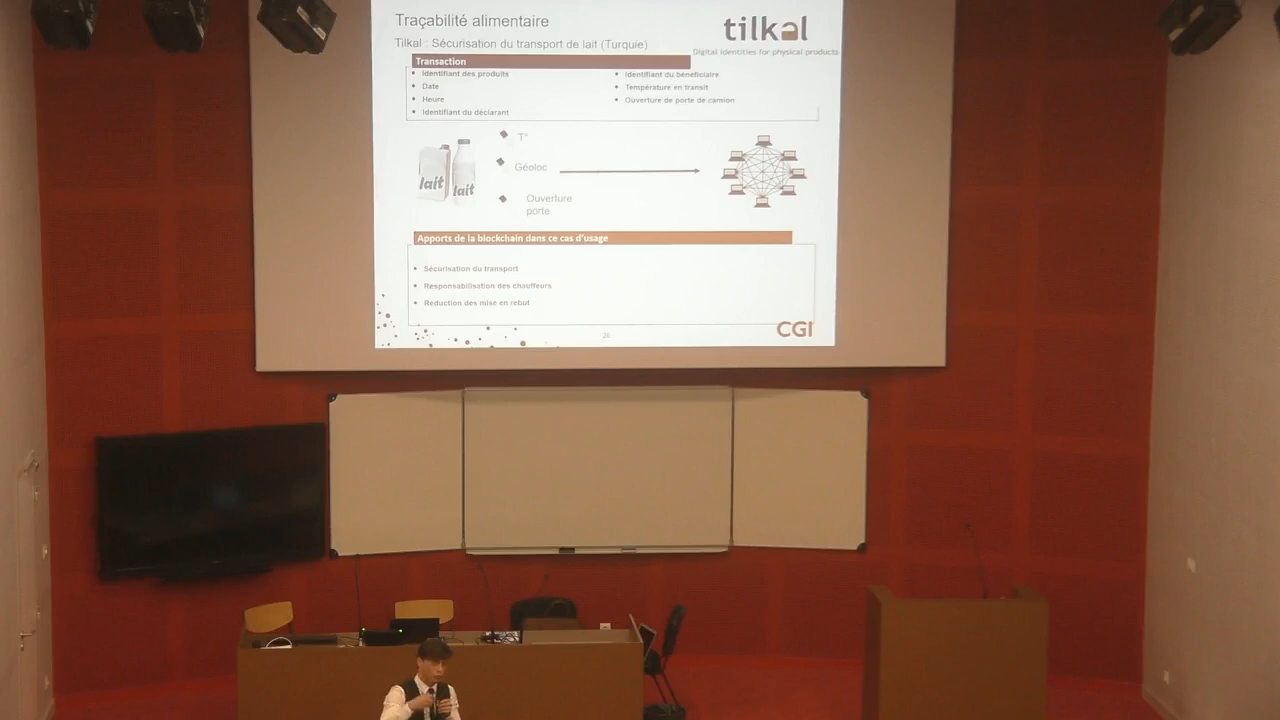 Traçabilité alimentaire
tilkal
Tilkal : Sécurisation du transport de lait (Turquie)
Digital identities for physical products
Transaction
• Identifiant des produits
• Date
• Heure
• Identifiant du déclarant
• Identifiant du bénéficiaire
• Température en transit
• Ouverture de porte de camion
T°
Géoloc
Ouverture
porte
lait
lait
Apports de la blockchain dans ce cas d'usage
• Sécurisation du transport
• Responsabilisation des chauffeurs
• Réduction des mise en rebut
26
CGI